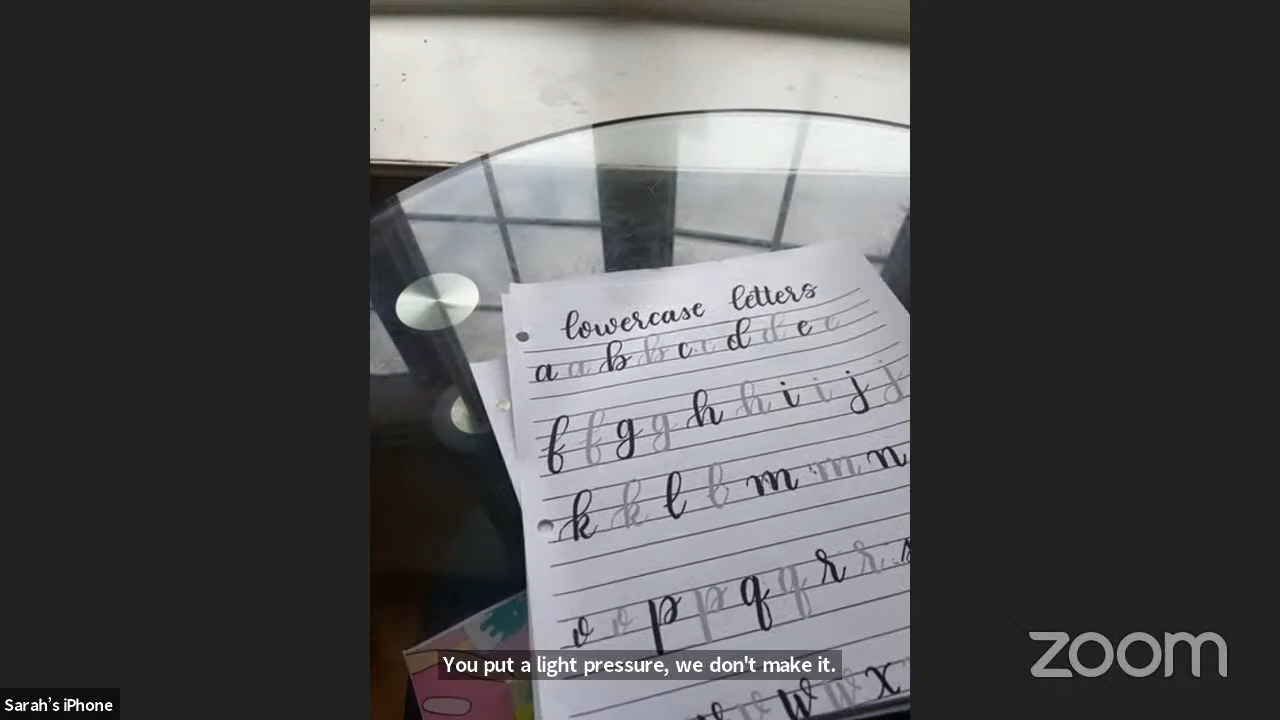 lowercase letters
a a b b c c d d e e
f f g g h h i i j j
k k l l m m n
o o p p q q r r s
w w x
You put a light pressure, we don't make it.
zoom
Sarah's iPhone